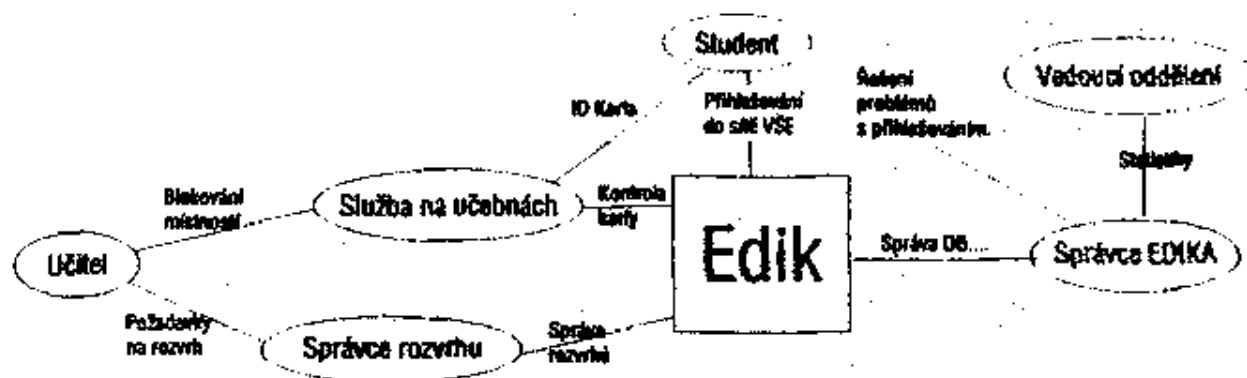 Student
Vedoucí oddělení
Řešení
problémů
s přihlašováním
ID Karta
Přihlašování
do sítě VŠE
Statistiky
Blokování
místností
Služba na učebnách
Kontrola
karty
Edik
Správa DB....
Správce EDIKA
Učitel
Požadavky
na rozvrh
Správce rozvrhu
Správa
rozvrhů